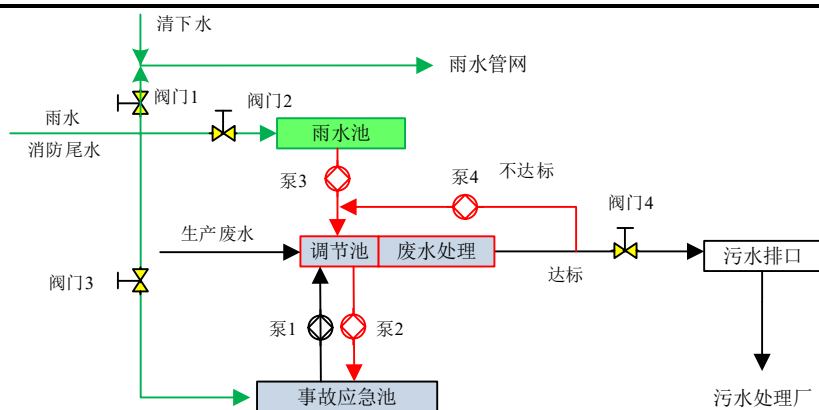 清下水
雨水管网
阀门1
阀门2
雨水
消防尾水
雨水池
泵3
泵4
不达标
阀门4
生产废水
调节池
废水处理
污水排口
达标
阀门3
泵1
泵2
事故应急池
污水处理厂